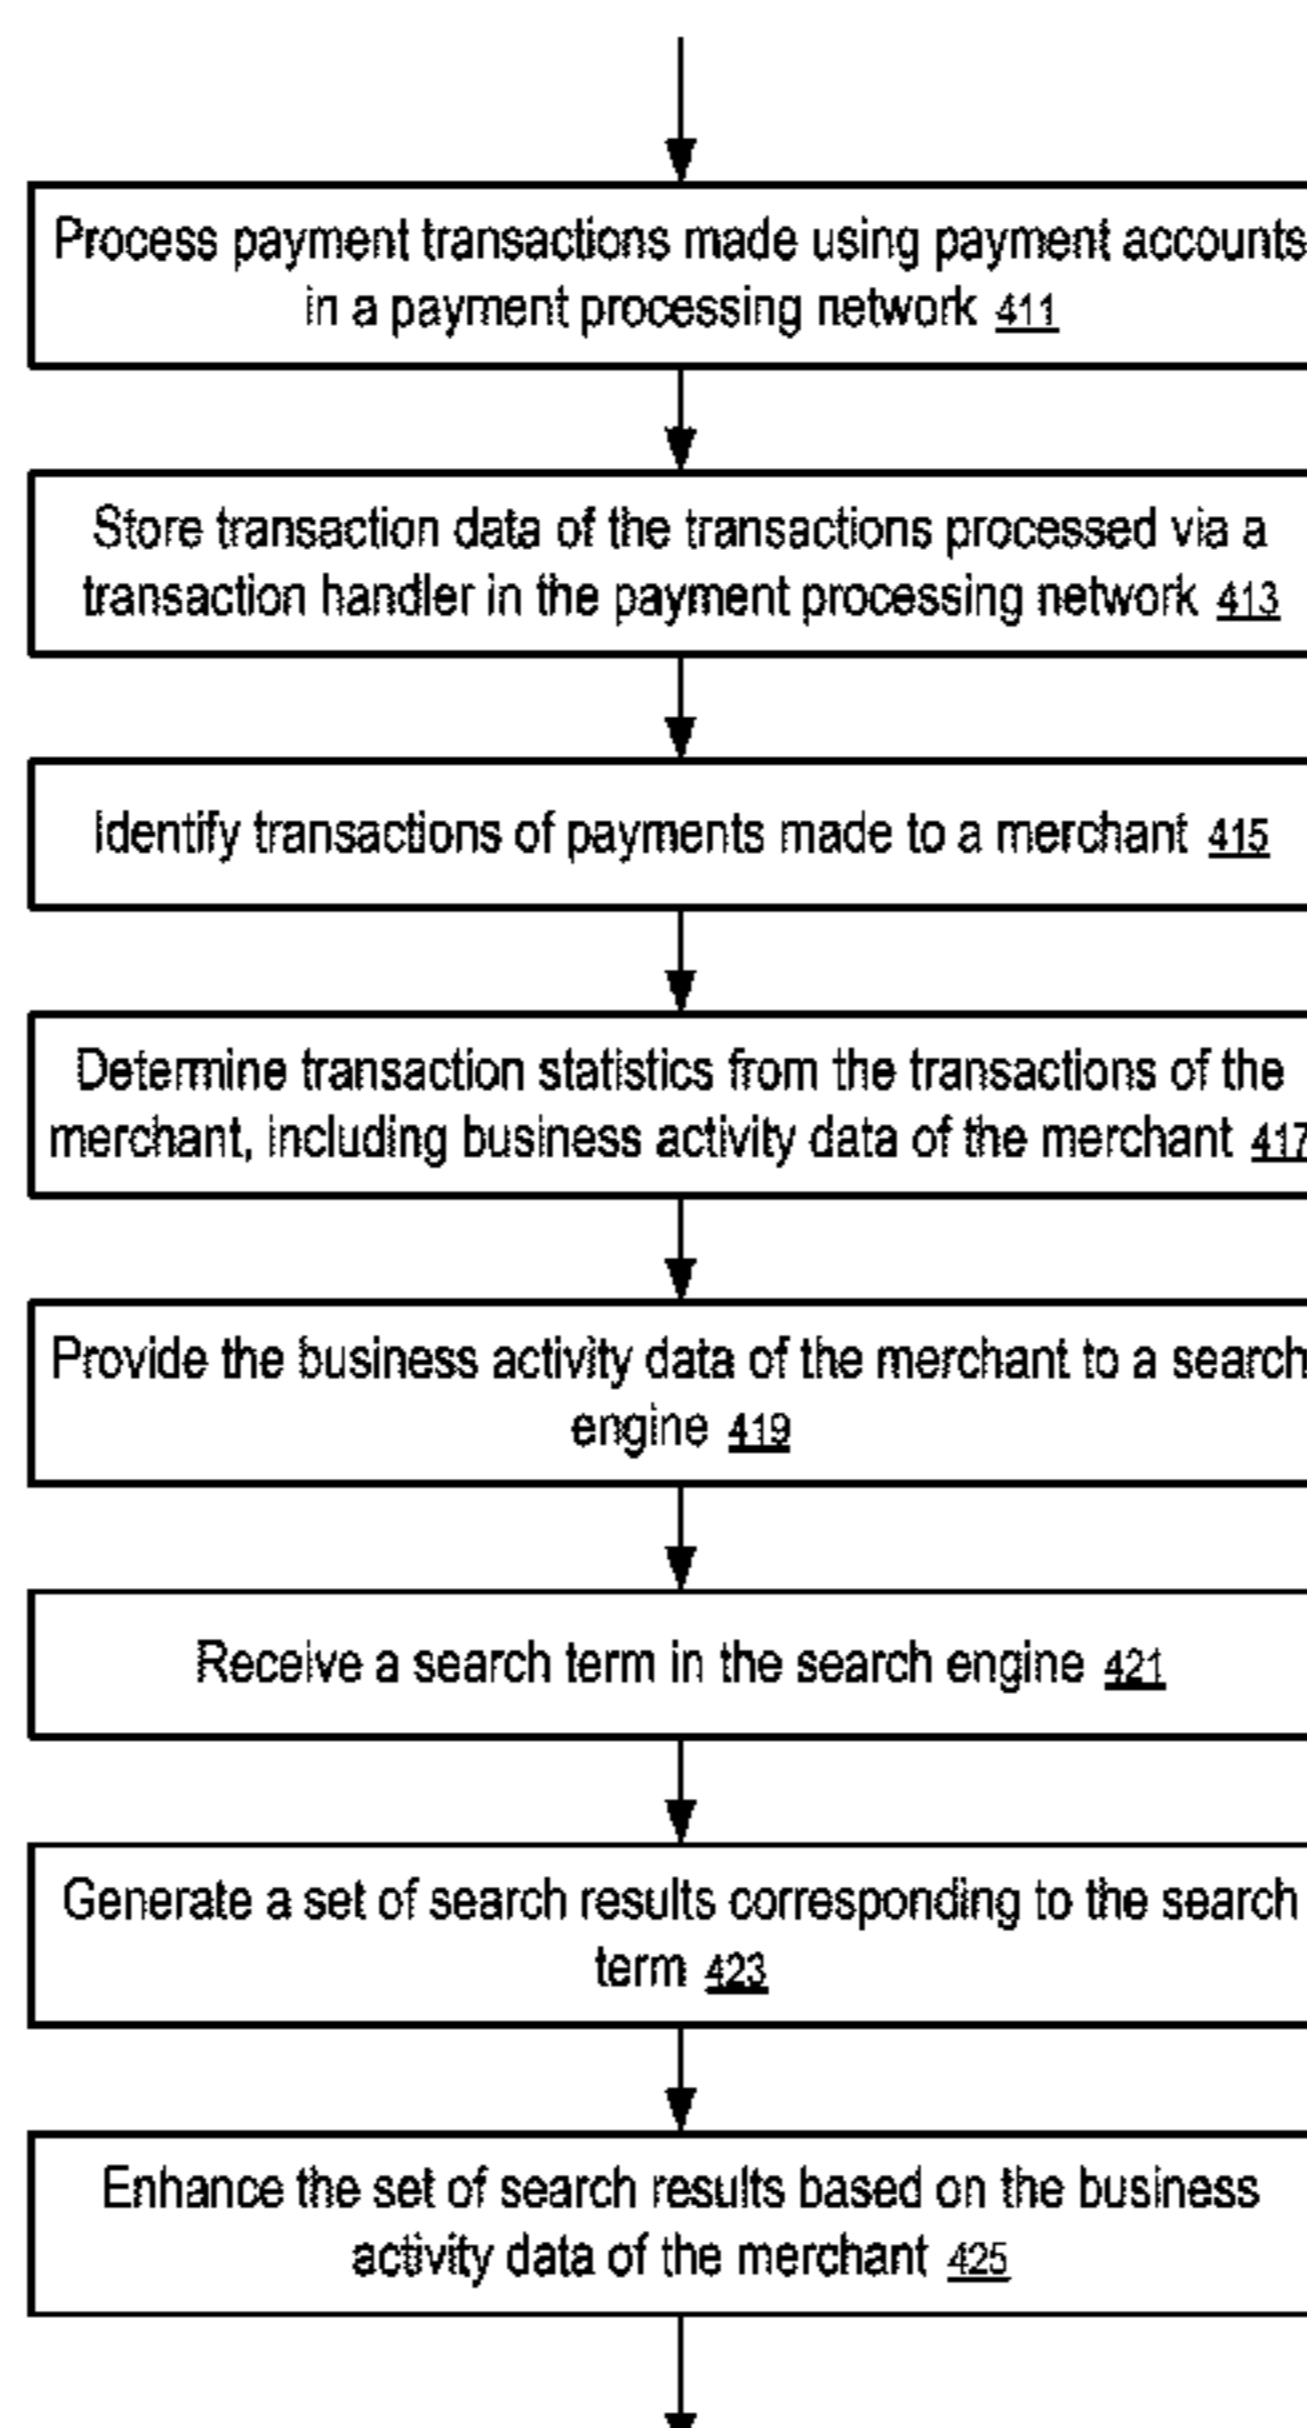 Process payment transactions made using payment accounts
in a payment processing network 411
Store transaction data of the transactions processed via a
transaction handler in the payment processing network 413
Identify transactions of payments made to a merchant 415
Determine transaction statistics from the transactions of the
merchant, including business activity data of the merchant 417
Provide the business activity data of the merchant to a search
engine 419
Receive a search term in the search engine 421
Generate a set of search results corresponding to the search
term 423
Enhance the set of search results based on the business
activity data of the merchant 425